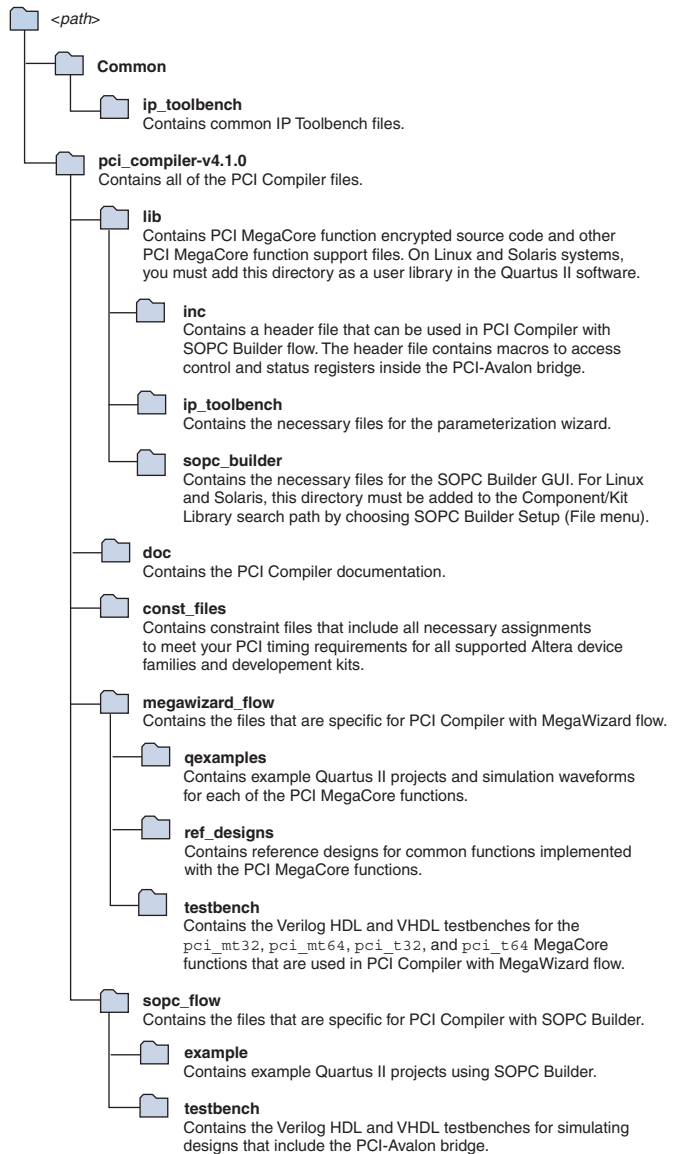 <path>
Common
ip_toolbench
Contains common IP Toolbench files.
pci_compiler-v4.1.0
Contains all of the PCI Compiler files.
lib
Contains PCI MegaCore function encrypted source code and other
PCI MegaCore function support files. On Linux and Solaris systems,
you must add this directory as a user library in the Quartus II software.
inc
Contains a header file that can be used in PCI Compiler with
SOPC Builder flow. The header file contains macros to access
control and status registers inside the PCI-Avalon bridge.
ip_toolbench
Contains the necessary files for the parameterization wizard.
sopc_builder
Contains the necessary files for the SOPC Builder GUI. For Linux
and Solaris, this directory must be added to the Component/Kit
Library search path by choosing SOPC Builder Setup (File menu).
doc
Contains the PCI Compiler documentation.
const_files
Contains constraint files that include all necessary assignments
to meet your PCI timing requirements for all supported Altera device
families and developement kits.
megawizard_flow
Contains the files that are specific for PCI Compiler with MegaWizard flow.
qexamples
Contains example Quartus II projects and simulation waveforms
for each of the PCI MegaCore functions.
ref_designs
Contains reference designs for common functions implemented
with the PCI MegaCore functions.
testbench
Contains the Verilog HDL and VHDL testbenches for the
pci_mt32, pci_mt64, pci_t32, and pci_t64 MegaCore
functions that are used in PCI Compiler with MegaWizard flow.
sopc_flow
Contains the files that are specific for PCI Compiler with SOPC Builder.
example
Contains example Quartus II projects using SOPC Builder.
testbench
Contains the Verilog HDL and VHDL testbenches for simulating
designs that include the PCI-Avalon bridge.